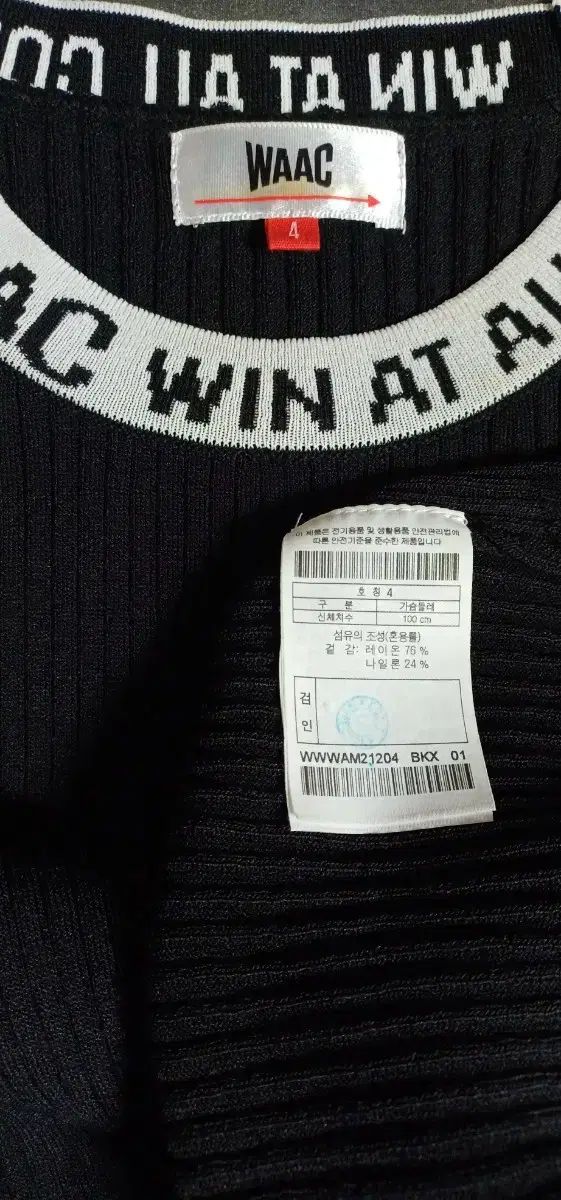 WIN AT ALL CO
WAAC
4
AC WIN AT AL
이 제품은 전기용품 및 생활용품 안전관리법에
따른 안전기준을 준수한 제품입니다
호 칭 4
구 분 가슴둘레
신체치수 100 cm
섬유의 조성(혼용률)
겉 감: 레이온 76 %
나일론 24 %
검
인
WWWAM21204 BKX 01